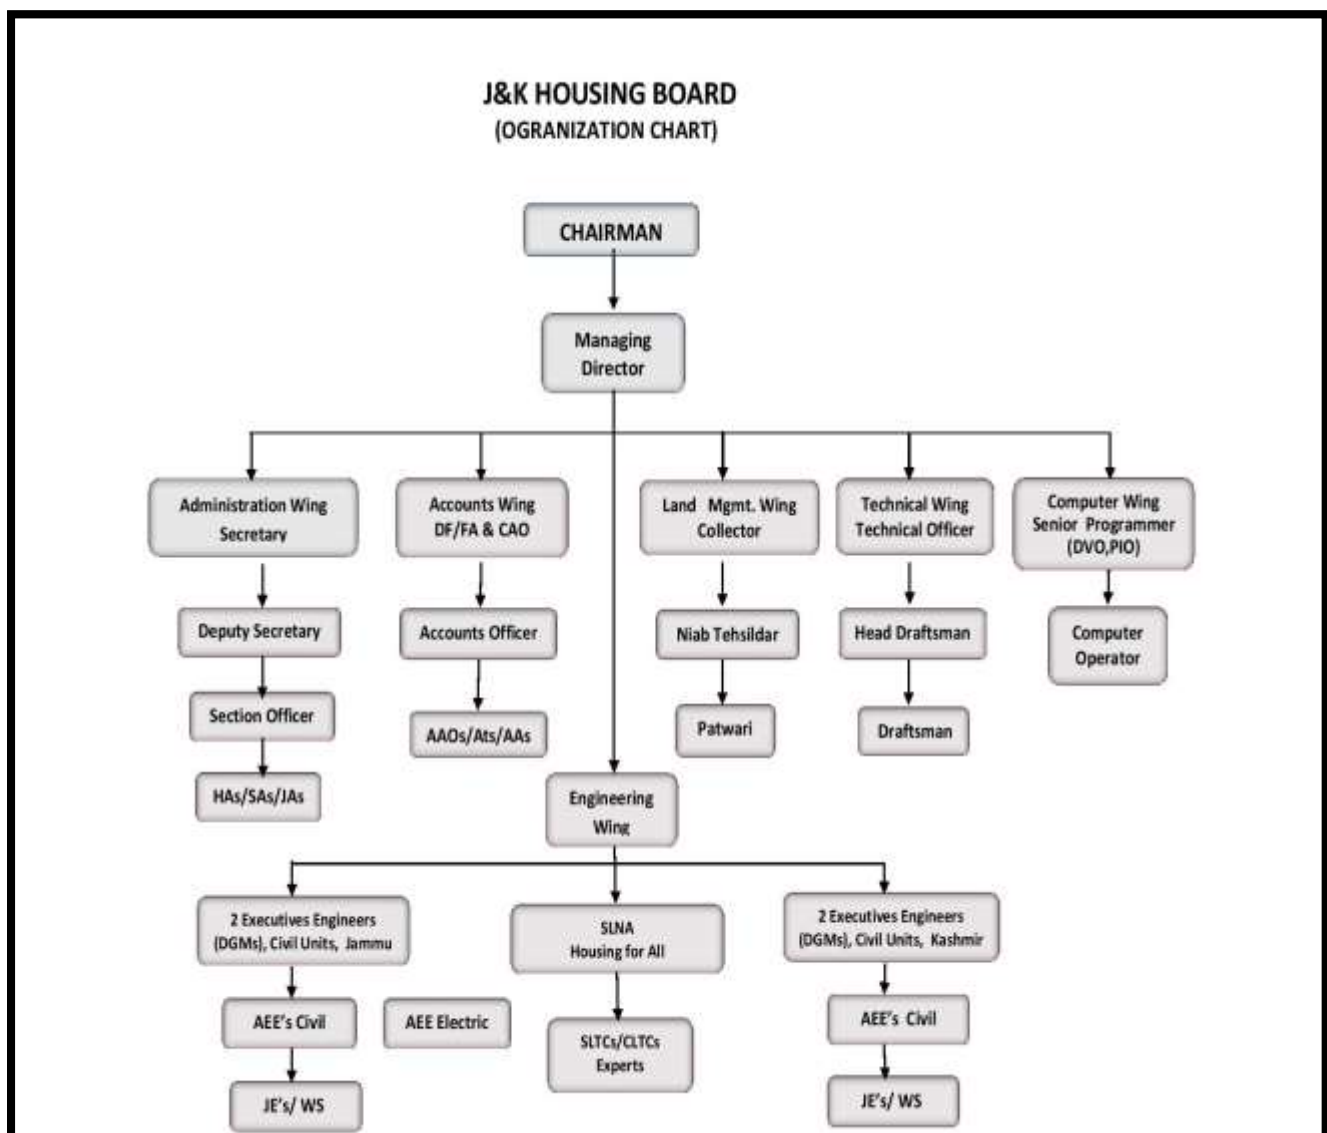 J&K HOUSING BOARD
(OGRANIZATION CHART)
CHAIRMAN
Managing
Director
Administration Wing
Secretary
Accounts Wing
DF/FA & CAO
Land Mgmt. Wing
Collector
Technical Wing
Technical Officer
Computer Wing
Senior Programmer
(DVO,PIO)
Deputy Secretary
Accounts Officer
Niab Tehsildar
Head Draftsman
Computer
Operator
Section Officer
AAOs/Ats/AAs
Patwari
Draftsman
HAs/SAs/JAs
Engineering
Wing
2 Executives Engineers
(DGMs), Civil Units, Jammu
SLNA
Housing for All
2 Executives Engineers
(DGMs), Civil Units, Kashmir
AEE's Civil
AEE Electric
SLTCs/CLTCs
Experts
AEE's Civil
JE's/ WS
JE's/ WS